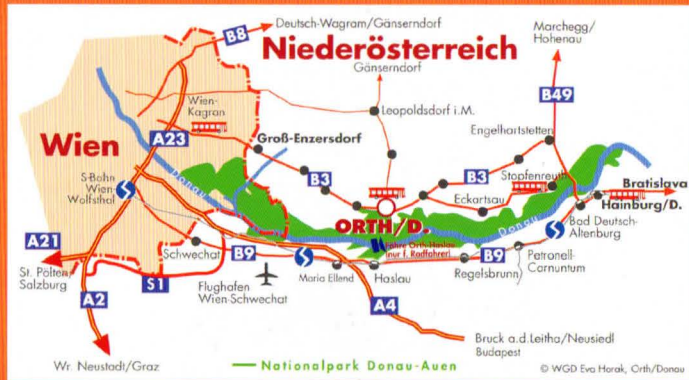 B8
Deutsch-Wagram/Gänserndorf
Niederösterreich
Marchegg/
Hohenau
Gänserndorf
Wien-
Kagran
Leopoldsdorf i.M.
B49
Wien
A23
Groß-Enzersdorf
Engelhartstetten
S-Bahn
Wien-
Wolfsthal
Donau
B3
B3
Stopfenreuth
Eckartsau
Bratislava
Hainburg/D.
ORTH/D.
Donau
Bad Deutsch-
Altenburg
A21
Schwechat
B9
Fähre Orth-Haslau
(nur f. Radfahrer)
B9
Petronell-
Carnuntum
St. Pölten
Salzburg
S1
Flughafen
Wien-Schwechat
Maria Ellend
Haslau
Regelsbrunn
A2
A4
Bruck a.d.Leitha/Neusiedl
Budapest
Wr. Neustadt/Graz
Nationalpark Donau-Auen
© WGD Eva Horak, Orth/Donau